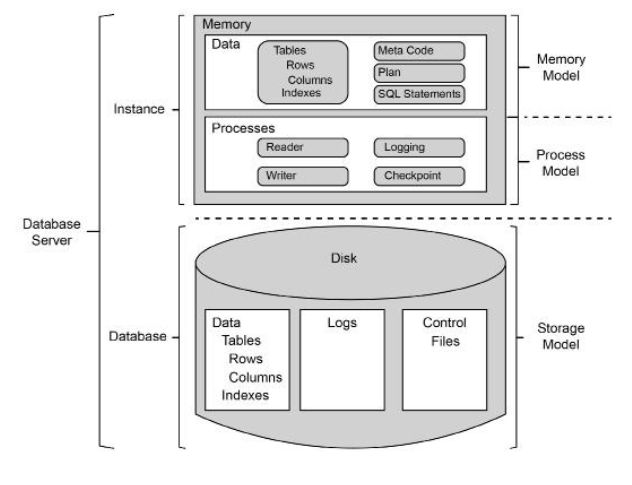 Memory
Data
Tables
Rows
Columns
Indexes
Meta Code
Plan
SQL Statements
Memory
Model
Instance
Processes
Reader
Logging
Writer
Checkpoint
Process
Model
Database
Server
Disk
Database
Data
Tables
Rows
Columns
Indexes
Logs
Control
Files
Storage
Model